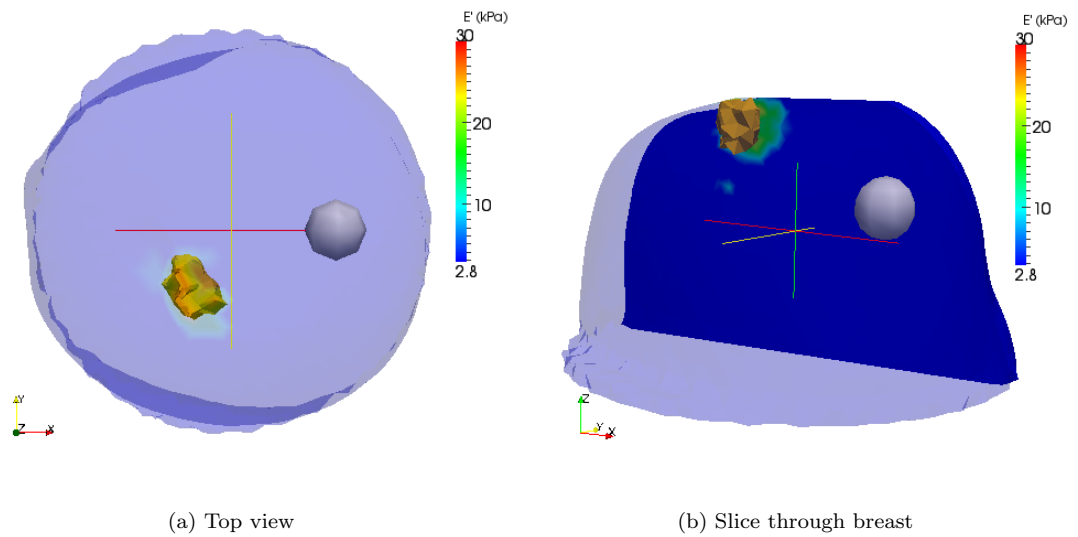 E' (kPa)
30
20
10
2.8
Y
Z X
(a) Top view
E' (kPa)
30
20
10
2.8
Z
Y
X
(b) Slice through breast